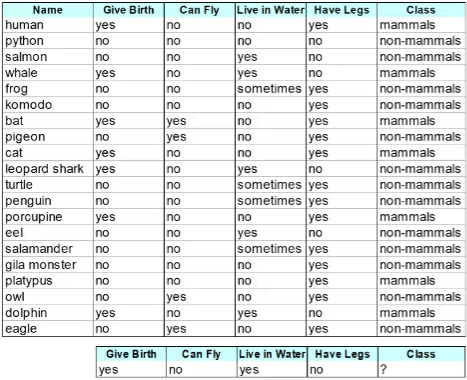 Name Give Birth Can Fly Live in Water Have Legs Class
human yes no no yes mammals
python no no no no non-mammals
salmon no no yes no non-mammals
whale yes no yes no mammals
frog no no sometimes yes non-mammals
komodo no no no yes non-mammals
bat yes yes no yes mammals
pigeon no yes no yes non-mammals
cat yes no no yes mammals
leopard shark yes no yes no non-mammals
turtle no no sometimes yes non-mammals
penguin no no sometimes yes non-mammals
porcupine yes no no yes mammals
eel no no yes no non-mammals
salamander no no sometimes yes non-mammals
gila monster no no no yes non-mammals
platypus no no no yes mammals
owl no yes no yes non-mammals
dolphin yes no yes no mammals
eagle no yes no yes non-mammals
Give Birth Can Fly Live in Water Have Legs Class
yes no yes no ?